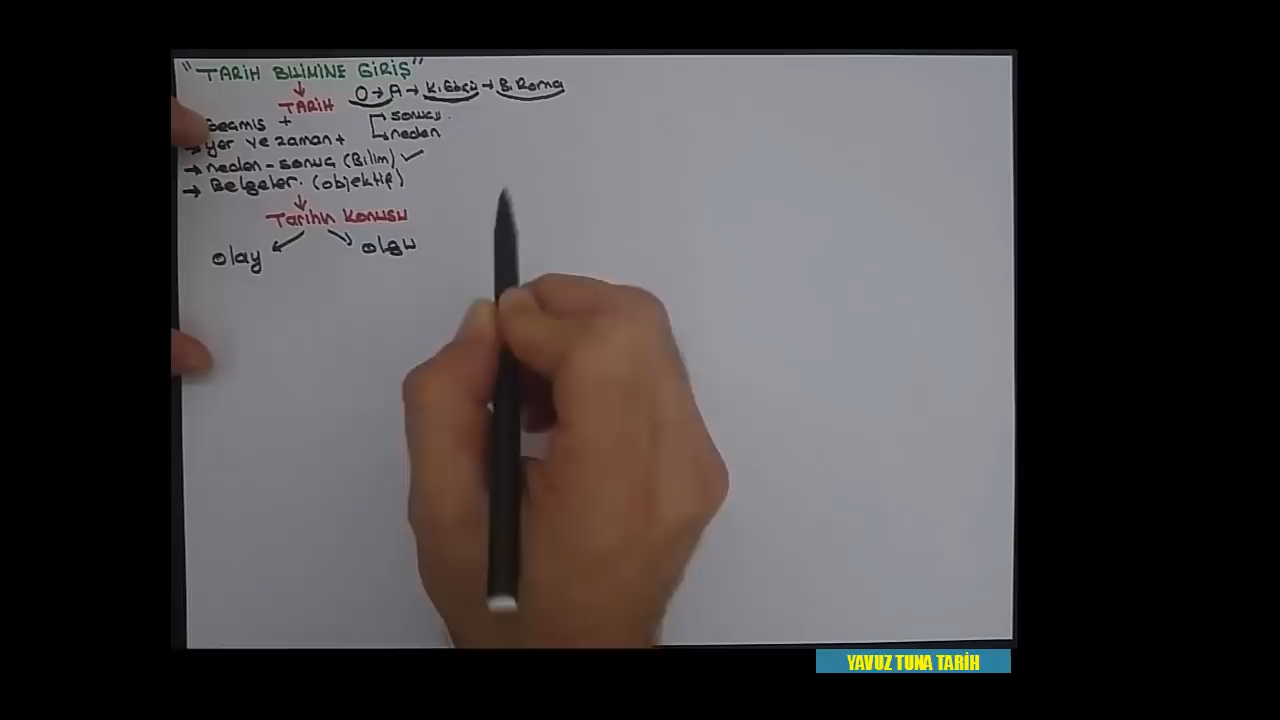 "TARİH BİLİMİNE GİRİŞ"
TARİH
O → A → K.Göçü → B.Roma
Geçmiş +
→ sonucu
→ yer ve zaman +
→ neden
→ neden - sonuç (Bilim) ✓
→ Belgeler. (objektif)
Tarihin Konusu
olay
olgu
YAVUZ TUNA TARİH